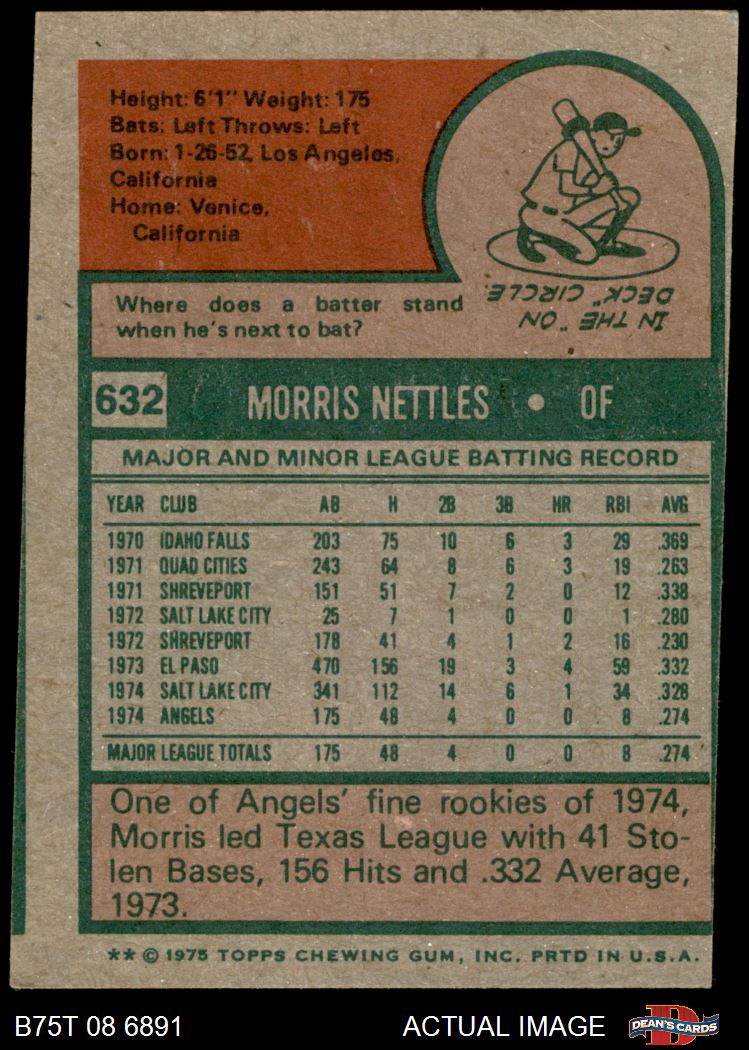 Height: 6'1" Weight: 175
Bats: Left Throws: Left
Born: 1-26-52, Los Angeles,
California
Home: Venice,
California
Where does a batter stand
when he's next to bat?
IN THE "ON
DECK" CIRCLE.
632 MORRIS NETTLES • OF
MAJOR AND MINOR LEAGUE BATTING RECORD
YEAR CLUB AB H 2B 3B HR RBI AVG
1970 IDAHO FALLS 203 75 10 6 3 29 .369
1971 QUAD CITIES 243 64 8 6 3 19 .263
1971 SHREVEPORT 151 51 7 2 0 12 .338
1972 SALT LAKE CITY 25 7 1 0 0 1 .280
1972 SHREVEPORT 178 41 4 1 2 16 .230
1973 EL PASO 470 156 19 3 4 59 .332
1974 SALT LAKE CITY 341 112 14 6 1 34 .328
1974 ANGELS 175 48 4 0 0 8 .274
MAJOR LEAGUE TOTALS 175 48 4 0 0 8 .274
One of Angels' fine rookies of 1974,
Morris led Texas League with 41 Sto-
len Bases, 156 Hits and .332 Average,
1973.
** © 1975 TOPPS CHEWING GUM, INC. PRTD IN U.S.A.
B75T 08 6891 ACTUAL IMAGE DEAN'S CARDS